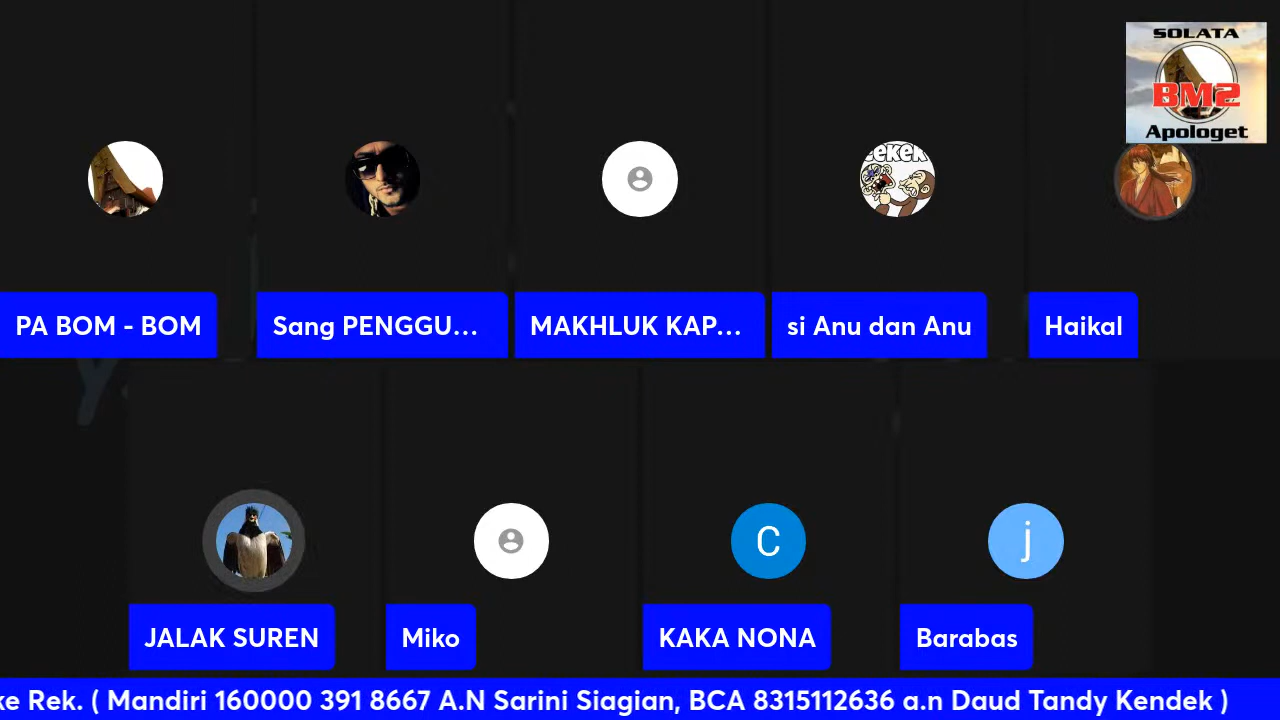 SOLATA
BM2
Apologet
eekek
PA BOM - BOM
Sang PENGGU...
MAKHLUK KAP...
si Anu dan Anu
Haikal
C
j
JALAK SUREN
Miko
KAKA NONA
Barabas
ke Rek. ( Mandiri 160000 391 8667 A.N Sarini Siagian, BCA 8315112636 a.n Daud Tandy Kendek )